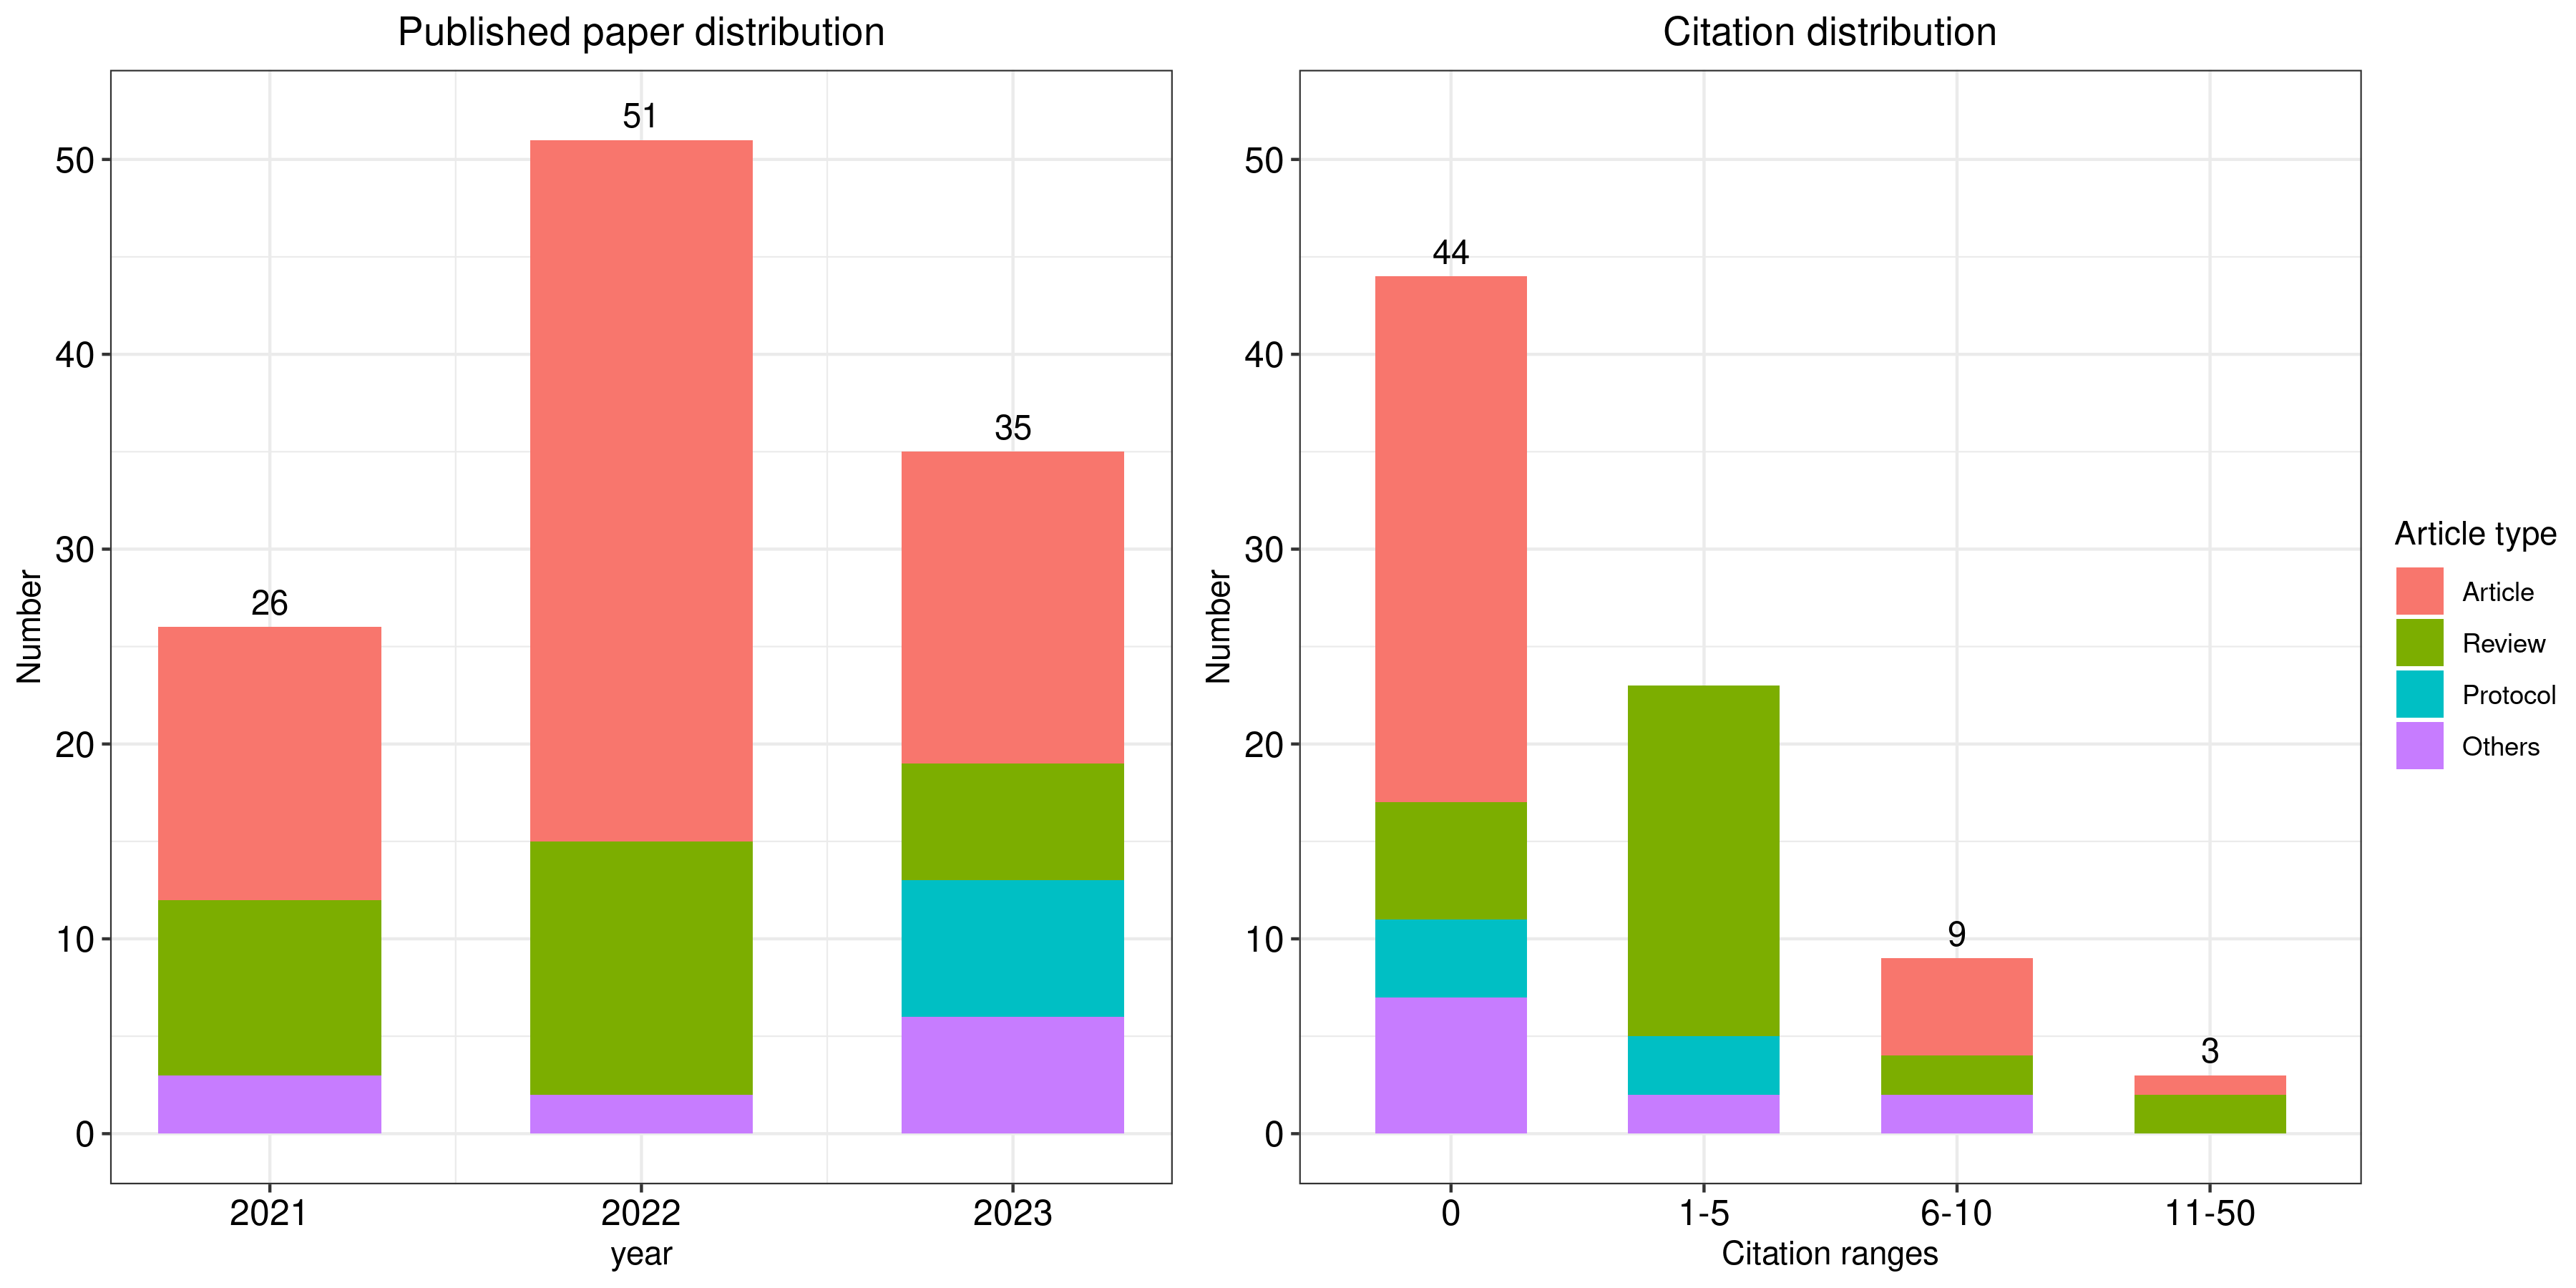 Published paper distribution
Number
50
40
30
20
10
0
26
51
35
2021
2022
2023
year
Citation distribution
Number
50
40
30
20
10
0
44
9
3
0
1-5
6-10
11-50
Citation ranges
Article type
Article
Review
Protocol
Others